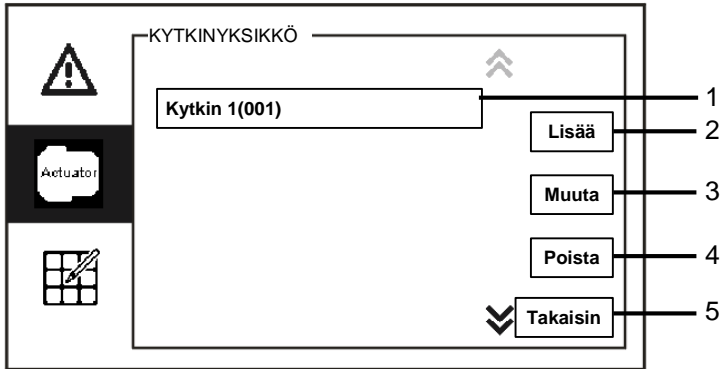 KYTKINYKSIKKÖ
Kytkin 1(001)
1
Lisää
2
Actuator
Muuta
3
Poista
4
Takaisin
5